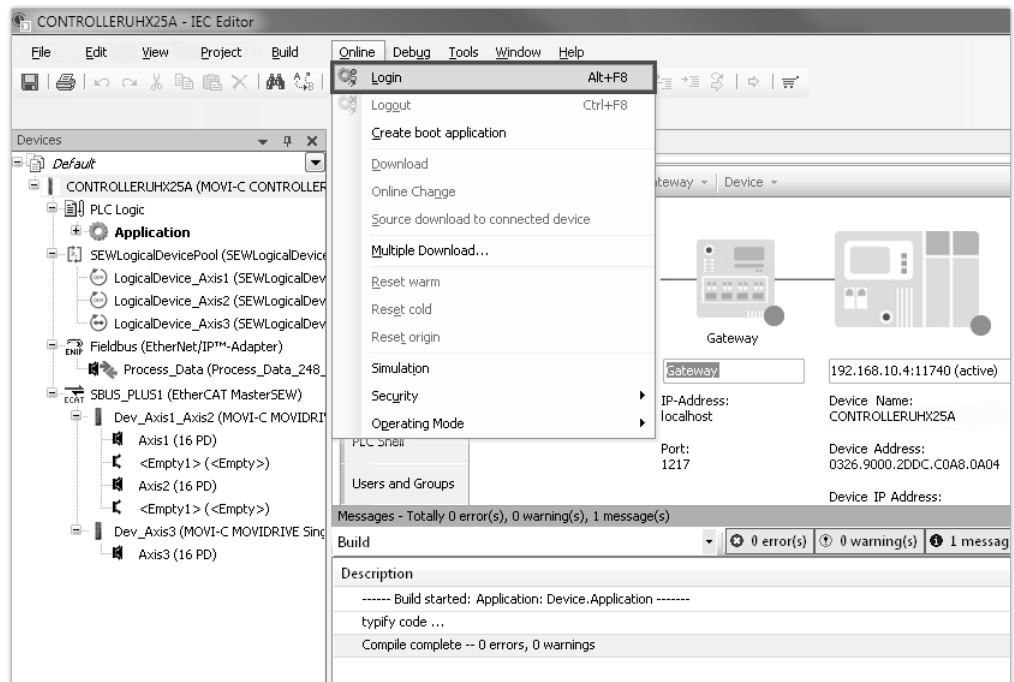 CONTROLLERUHX25A - IEC Editor
File Edit View Project Build Online Debug Tools Window Help
Login Alt+F8
Logout Ctrl+F8
Create boot application
Download
Online Change
Source download to connected device
Multiple Download...
Reset warm
Reset cold
Reset origin
Simulation
Security
Operating Mode
Devices
Default
CONTROLLERUHX25A (MOVI-C CONTROLLER
PLC Logic
Application
SEWLogicalDevicePool (SEWLogicalDevice
LogicalDevice_Axis1 (SEWLogicalDev
LogicalDevice_Axis2 (SEWLogicalDev
LogicalDevice_Axis3 (SEWLogicalDev
ENIP Fieldbus (EtherNet/IP™-Adapter)
Process_Data (Process_Data_248_
ECAT SBUS_PLUS1 (EtherCAT MasterSEW)
Dev_Axis1_Axis2 (MOVI-C MOVIDRI
Axis1 (16 PD)
<Empty1> (<Empty>)
Axis2 (16 PD)
<Empty1> (<Empty>)
Dev_Axis3 (MOVI-C MOVIDRIVE Sing
Axis3 (16 PD)
Device
Gateway
Gateway
192.168.10.4:11740 (active)
IP-Address:
localhost
Device Name:
CONTROLLERUHX25A
Port:
1217
Device Address:
0326.9000.2DDC.C0A8.0A04
Device IP Address:
PLC Shell
Users and Groups
Messages - Totally 0 error(s), 0 warning(s), 1 message(s)
Build 0 error(s) 0 warning(s) 1 messag
Description
------ Build started: Application: Device.Application -------
typify code ...
Compile complete -- 0 errors, 0 warnings